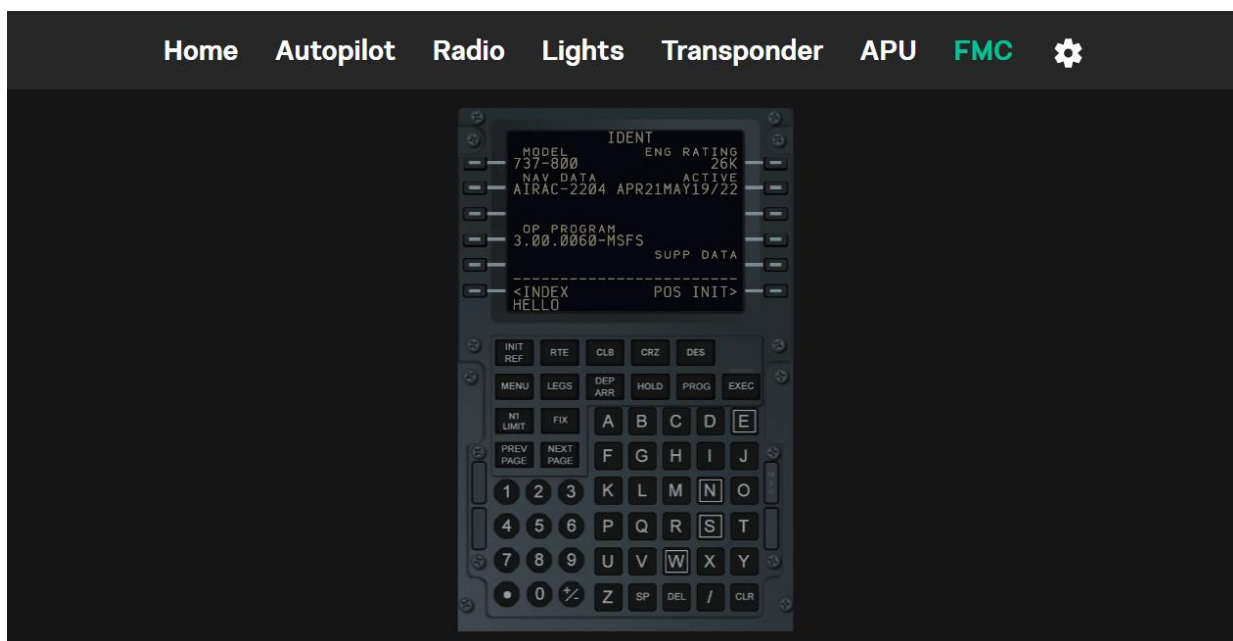 Home Autopilot Radio Lights Transponder APU FMC
IDENT
MODEL ENG RATING
737-800 26K
NAV DATA ACTIVE
AIRAC-2204 APR21MAY19/22
OP PROGRAM
3.00.0060-MSFS
SUPP DATA
------------------------
<INDEX POS INIT>
HELLO
INIT REF RTE CLB CRZ DES
MENU LEGS DEP ARR HOLD PROG EXEC
N1 LIMIT FIX A B C D E
PREV PAGE NEXT PAGE F G H I J
1 2 3 K L M N O
4 5 6 P Q R S T
7 8 9 U V W X Y
. 0 +/- Z SP DEL / CLR